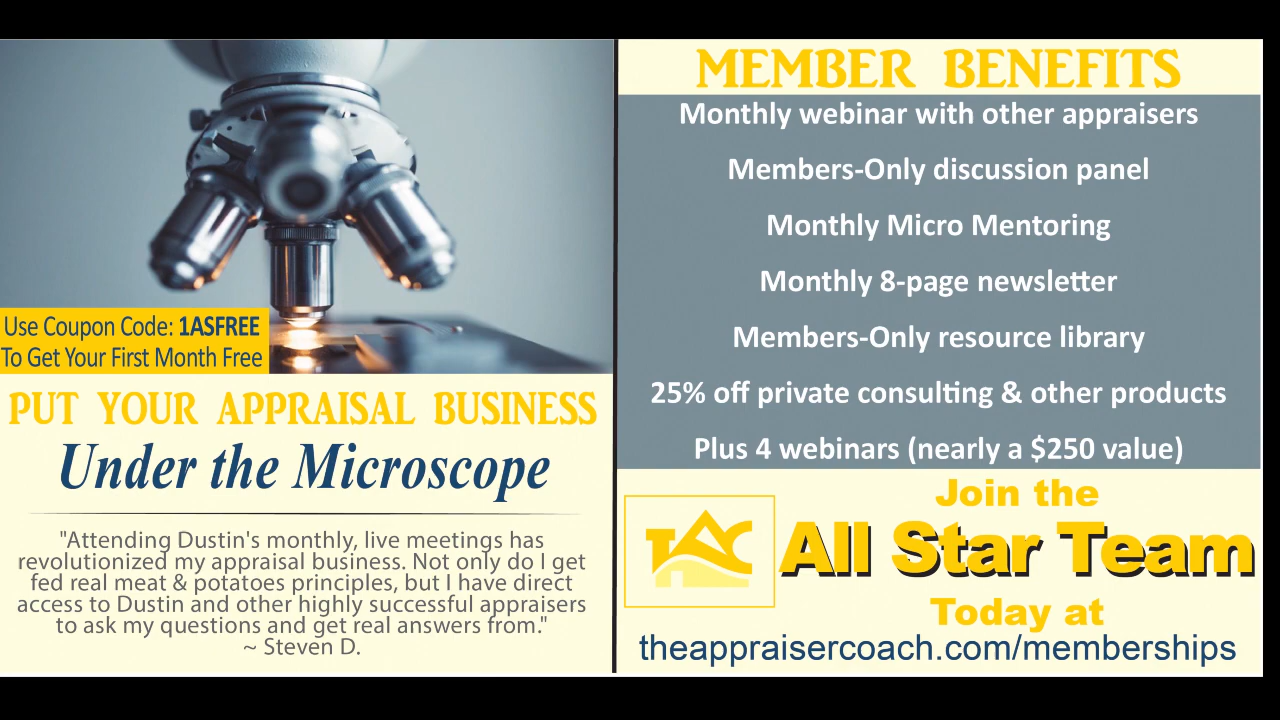 Use Coupon Code: 1ASFREE
To Get Your First Month Free
PUT YOUR APPRAISAL BUSINESS
Under the Microscope
"Attending Dustin's monthly, live meetings has
revolutionized my appraisal business. Not only do I get
fed real meat & potatoes principles, but I have direct
access to Dustin and other highly successful appraisers
to ask my questions and get real answers from."
~ Steven D.
MEMBER BENEFITS
Monthly webinar with other appraisers
Members-Only discussion panel
Monthly Micro Mentoring
Monthly 8-page newsletter
Members-Only resource library
25% off private consulting & other products
Plus 4 webinars (nearly a $250 value)
TAC
Join the
All Star Team
Today at
theappraisercoach.com/memberships